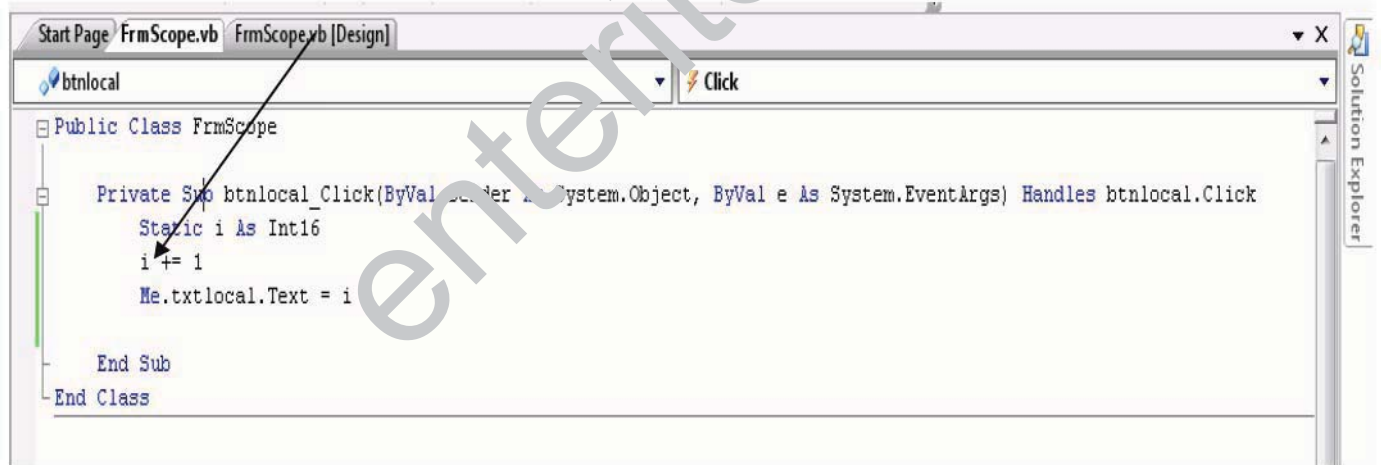 Start Page FrmScope.vb FrmScope.vb [Design]
btnlocal Click
Solution Explorer
Public Class FrmScope
Private Sub btnlocal_Click(ByVal As System.Object, ByVal e As System.EventArgs) Handles btnlocal.Click
Static i As Int16
i += 1
Me.txtlocal.Text = i
End Sub
End Class
enterit